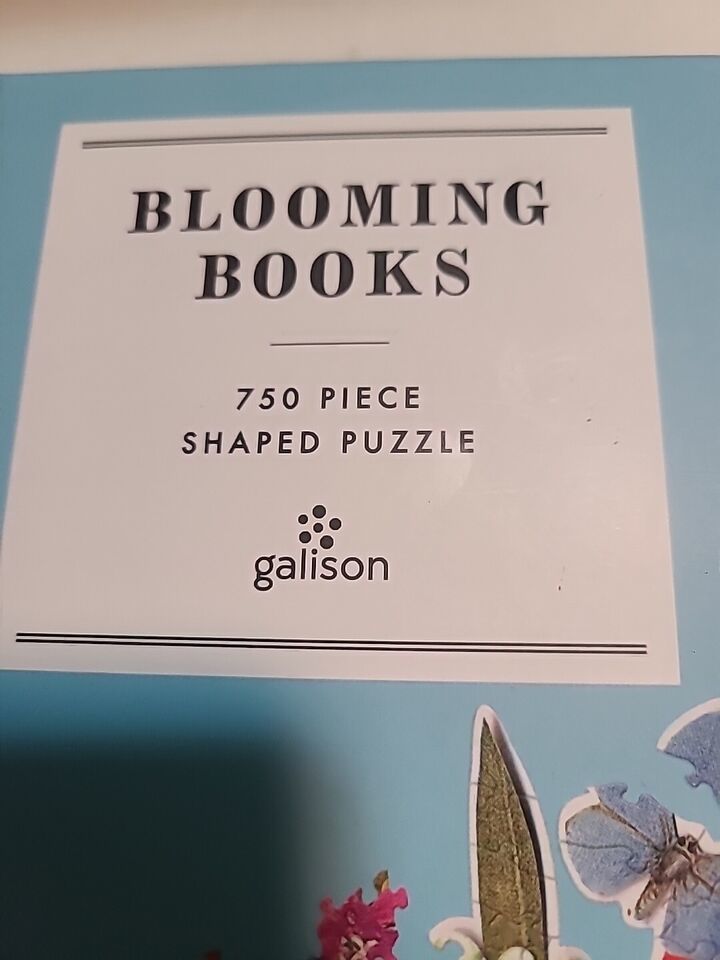 BLOOMING
BOOKS
750 PIECE
SHAPED PUZZLE
galison